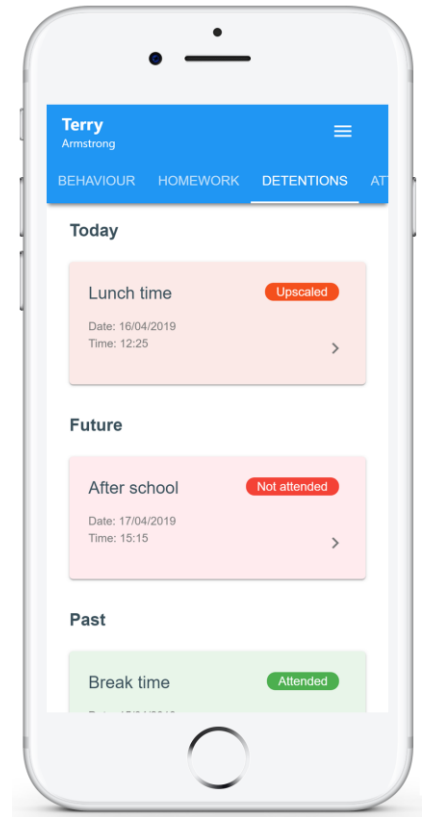 Terry
Armstrong
BEHAVIOUR HOMEWORK DETENTIONS AT
Today
Lunch time Upscaled
Date: 16/04/2019
Time: 12:25
Future
After school Not attended
Date: 17/04/2019
Time: 15:15
Past
Break time Attended